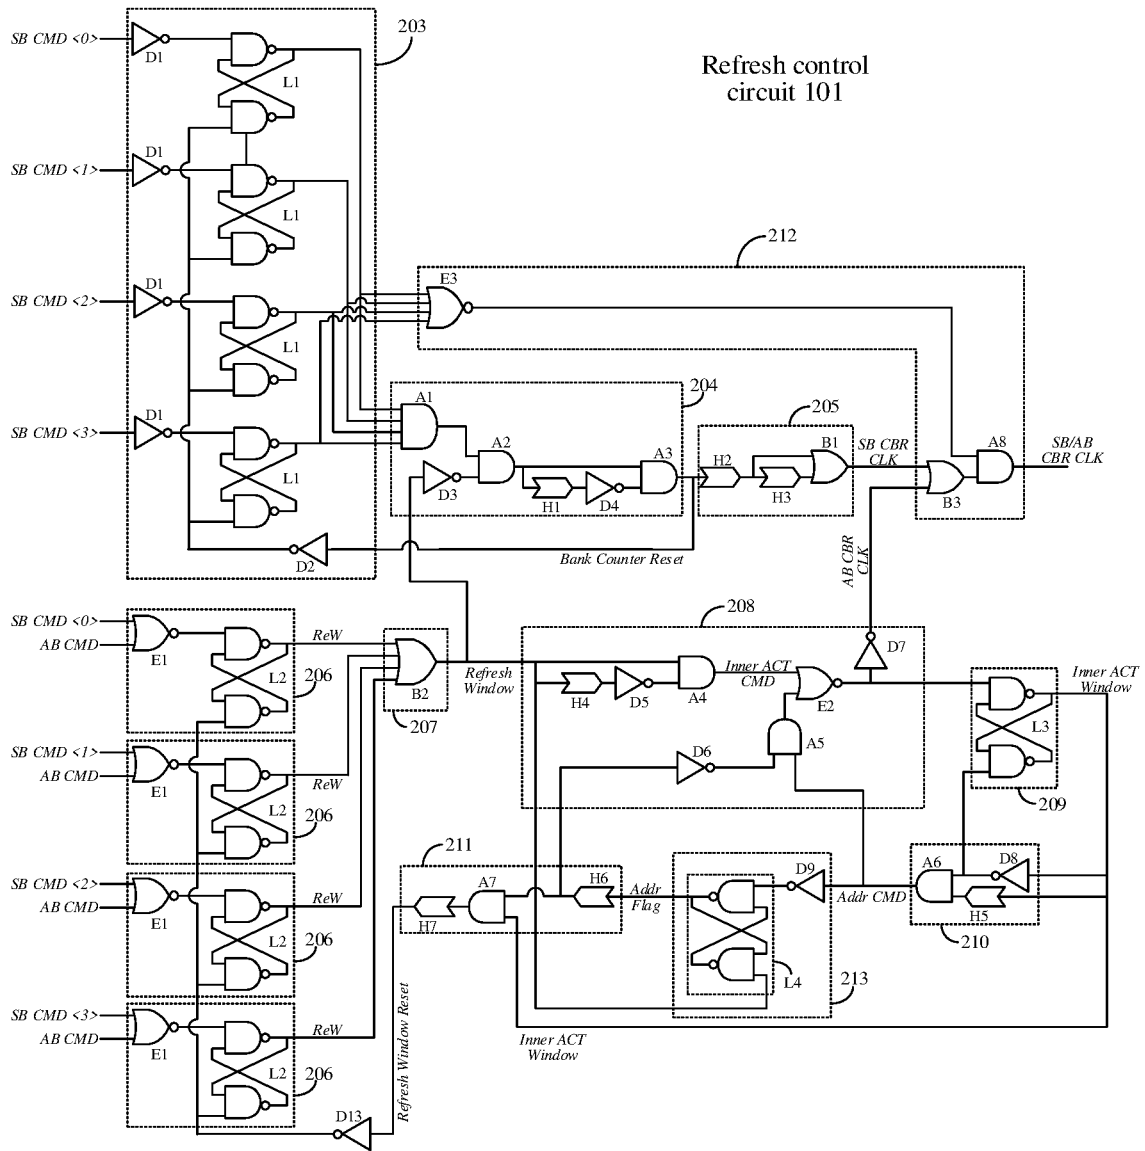 Refresh control
circuit 101
203
SB CMD <0>
D1
L1
SB CMD <1>
D1
L1
212
SB CMD <2>
D1
L1
E3
204
205
SB CMD <3>
D1
L1
A1
A2
A3
D3
H1
D4
H2
H3
B1
SB CBR
CLK
A8
B3
SB/AB
CBR CLK
D2
Bank Counter Reset
AB CBR
CLK
SB CMD <0>
AB CMD
E1
L2
ReW
206
B2
207
Refresh
Window
208
H4
D5
A4
Inner ACT
CMD
E2
D7
A5
D6
Inner ACT
Window
L3
209
SB CMD <1>
AB CMD
E1
L2
ReW
206
SB CMD <2>
AB CMD
E1
L2
ReW
206
211
A7
H7
H6
Addr
Flag
D9
L4
213
Addr CMD
A6
D8
H5
210
SB CMD <3>
AB CMD
E1
L2
ReW
206
Inner ACT
Window
Refresh Window Reset
D13